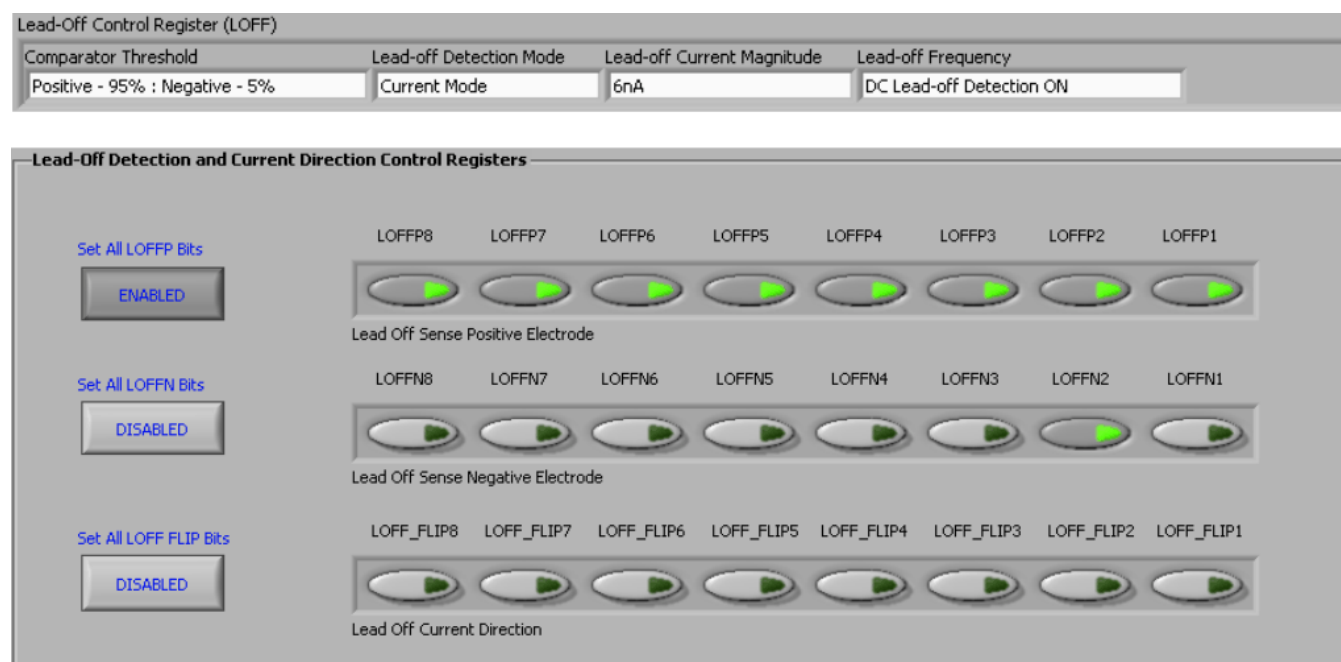 Lead-Off Control Register (LOFF)
Comparator Threshold Lead-off Detection Mode Lead-off Current Magnitude Lead-off Frequency
Positive - 95% : Negative - 5% Current Mode 6nA DC Lead-off Detection ON
Lead-Off Detection and Current Direction Control Registers
Set All LOFFP Bits LOFFP8 LOFFP7 LOFFP6 LOFFP5 LOFFP4 LOFFP3 LOFFP2 LOFFP1
ENABLED
Lead Off Sense Positive Electrode
Set All LOFFN Bits LOFFN8 LOFFN7 LOFFN6 LOFFN5 LOFFN4 LOFFN3 LOFFN2 LOFFN1
DISABLED
Lead Off Sense Negative Electrode
Set All LOFF FLIP Bits LOFF_FLIP8 LOFF_FLIP7 LOFF_FLIP6 LOFF_FLIP5 LOFF_FLIP4 LOFF_FLIP3 LOFF_FLIP2 LOFF_FLIP1
DISABLED
Lead Off Current Direction